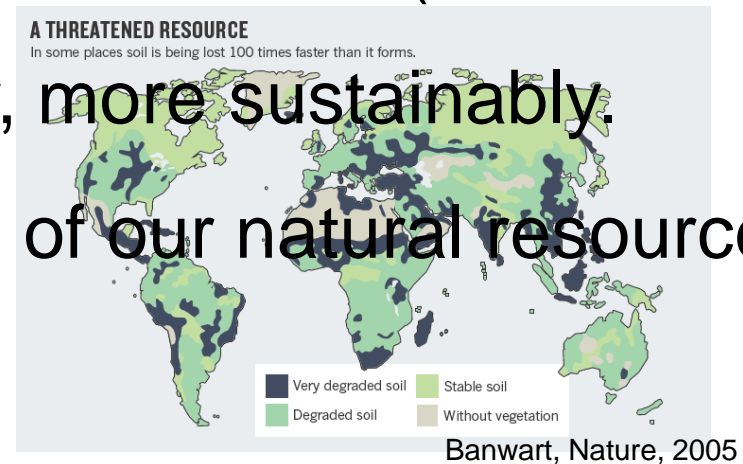 A THREATENED RESOURCE
In some places soil is being lost 100 times faster than it forms.
, more sustainably.
of our natural resourc
Very degraded soil
Stable soil
Degraded soil
Without vegetation
Banwart, Nature, 2005